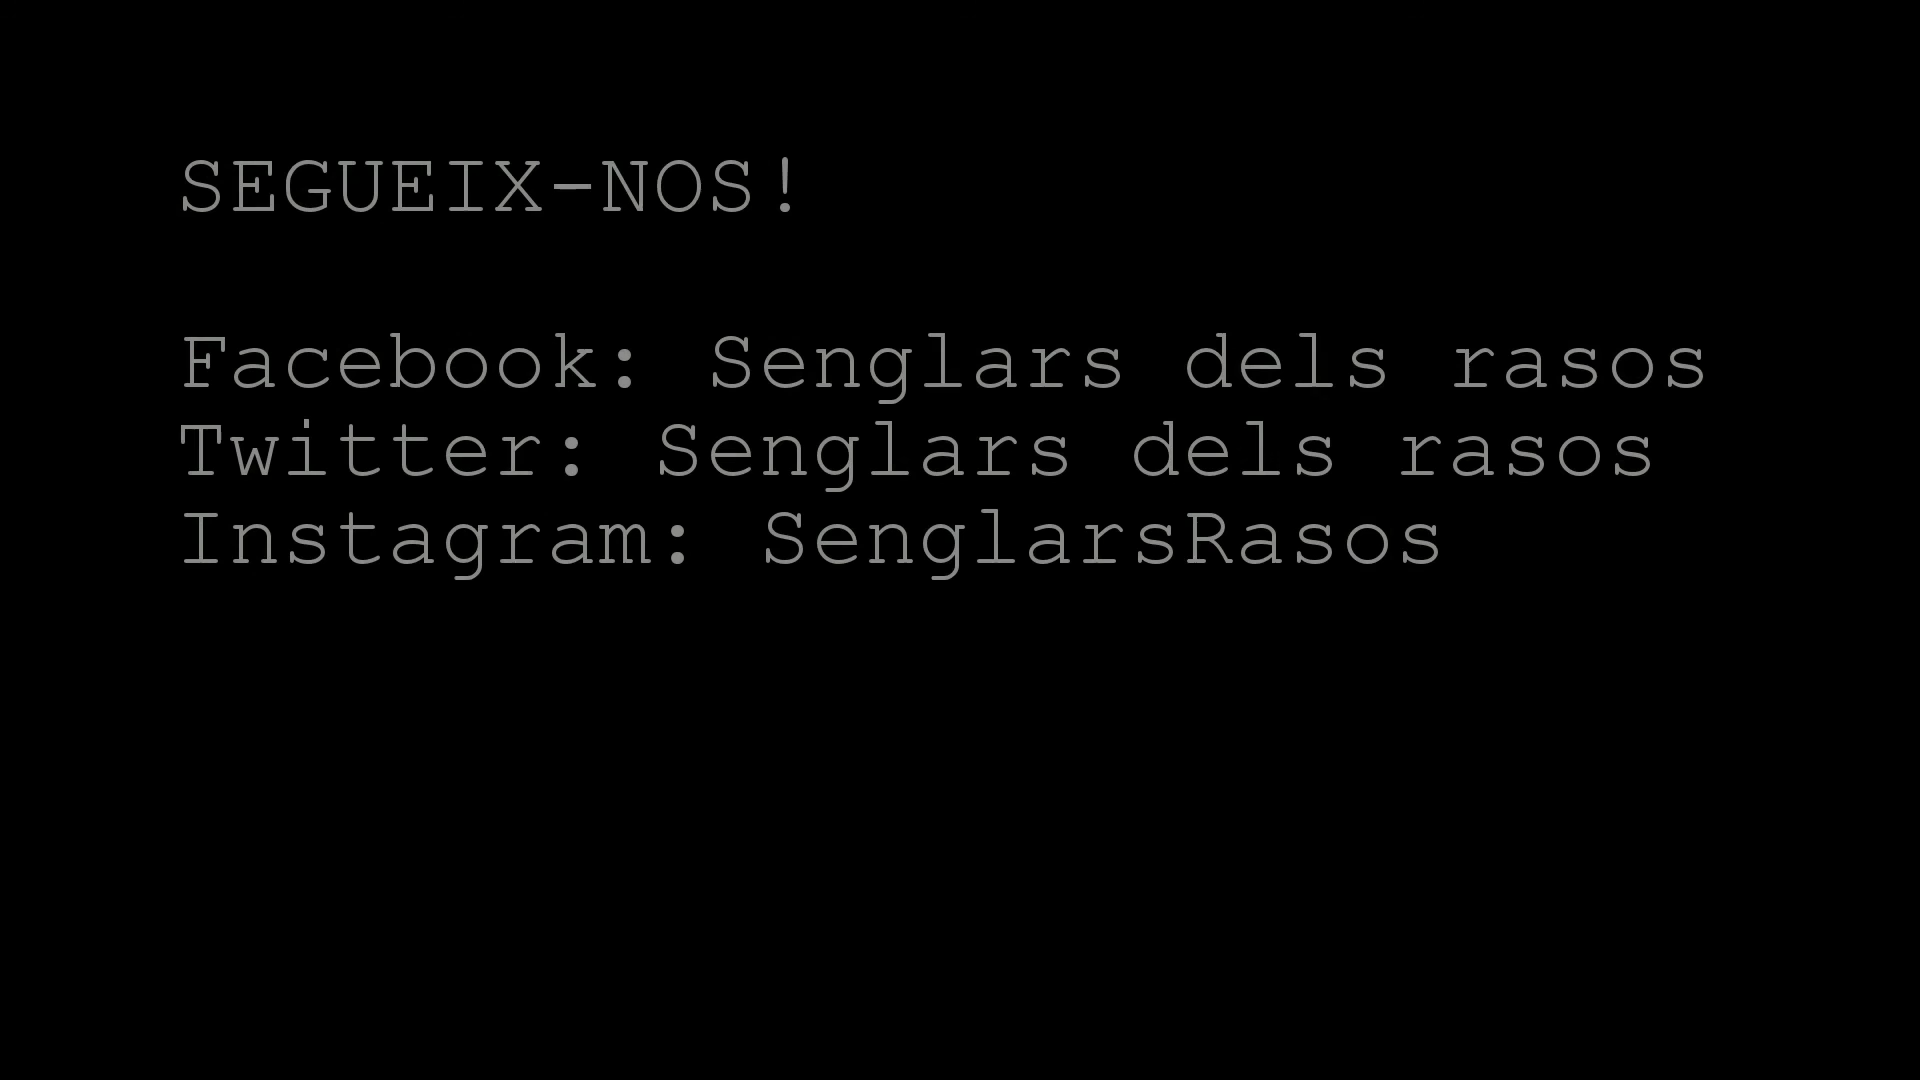 SEGUEIX-NOS!
Facebook: Senglars dels rasos
Twitter: Senglars dels rasos
Instagram: SenglarsRasos